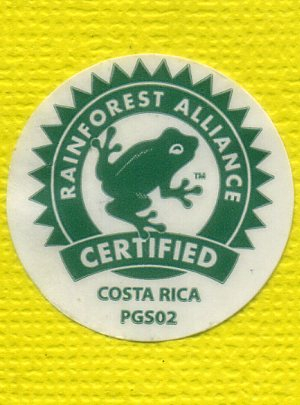 RAINFOREST ALLIANCE
™
CERTIFIED
COSTA RICA
PGS02